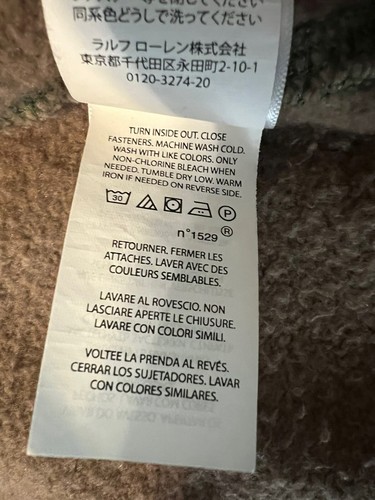 同系色どうしで洗ってください
ラルフ ローレン株式会社
東京都千代田区永田町2-10-1
0120-3274-20
TURN INSIDE OUT. CLOSE
FASTENERS. MACHINE WASH COLD.
WASH WITH LIKE COLORS. ONLY
NON-CHLORINE BLEACH WHEN
NEEDED. TUMBLE DRY LOW. WARM
IRON IF NEEDED ON REVERSE SIDE.
30 P
n°1529 ®
RETOURNER. FERMER LES
ATTACHES. LAVER AVEC DES
COULEURS SEMBLABLES.
LAVARE AL ROVESCIO. NON
LASCIARE APERTE LE CHIUSURE.
LAVARE CON COLORI SIMILI.
VOLTEE LA PRENDA AL REVÉS.
CERRAR LOS SUJETADORES. LAVAR
CON COLORES SIMILARES.